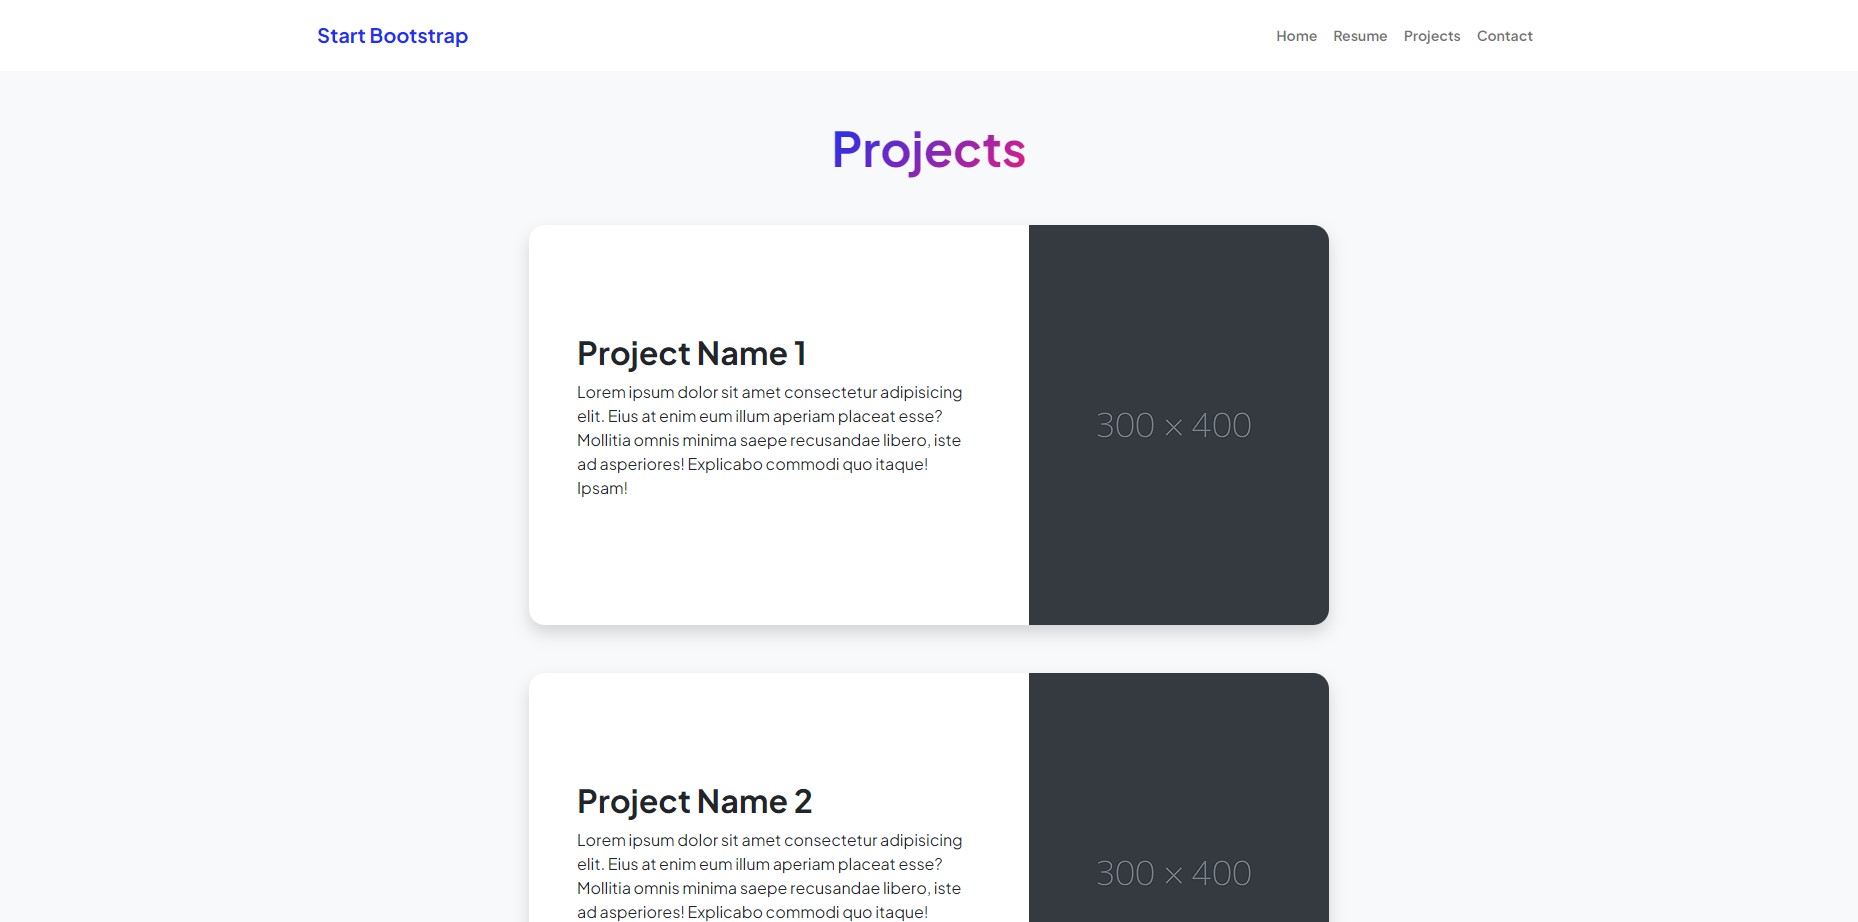 Start Bootstrap
Home Resume Projects Contact
Projects
Project Name 1
Lorem ipsum dolor sit amet consectetur adipisicing
elit. Eius at enim eum illum aperiam placeat esse?
Mollitia omnis minima saepe recusandae libero, iste
ad asperiores! Explicabo commodi quo itaque!
Ipsam!
300 × 400
Project Name 2
Lorem ipsum dolor sit amet consectetur adipisicing
elit. Eius at enim eum illum aperiam placeat esse?
Mollitia omnis minima saepe recusandae libero, iste
ad asperiores! Explicabo commodi quo itaque!
300 × 400